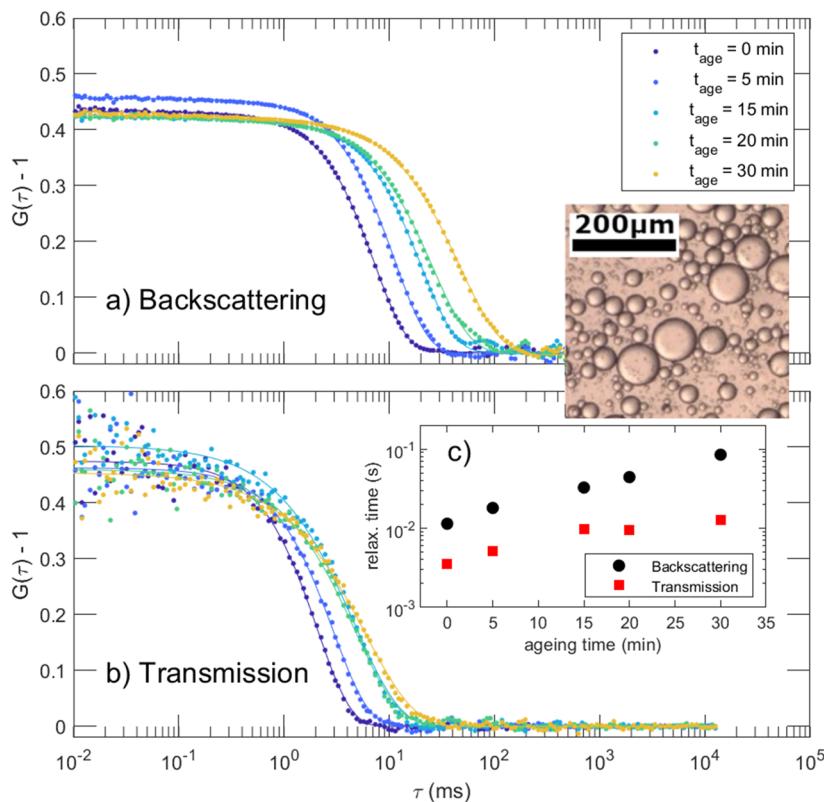 0.6
0.5
0.4
0.3
0.2
0.1
0
G(τ) - 1
a) Backscattering
t_age = 0 min
t_age = 5 min
t_age = 15 min
t_age = 20 min
t_age = 30 min
200μm
0.6
0.5
0.4
0.3
0.2
0.1
0
G(τ) - 1
b) Transmission
c)
10^-1
10^-2
10^-3
relax. time (s)
Backscattering
Transmission
0 5 10 15 20 25 30 35
ageing time (min)
10^-2 10^-1 10^0 10^1 10^2 10^3 10^4 10^5
τ (ms)